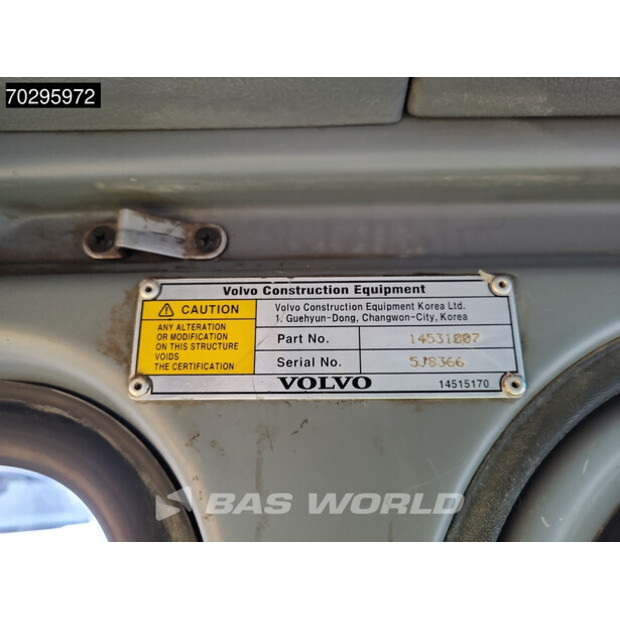 70295972
Volvo Construction Equipment
CAUTION
ANY ALTERATION
OR MODIFICATION
ON THIS STRUCTURE
VOIDS
THE CERTIFICATION
Volvo Construction Equipment Korea Ltd.
1. Guehyun-Dong, Changwon-City, Korea
Part No. 14531007
Serial No. 5J8366
VOLVO 14515170
BAS WORLD